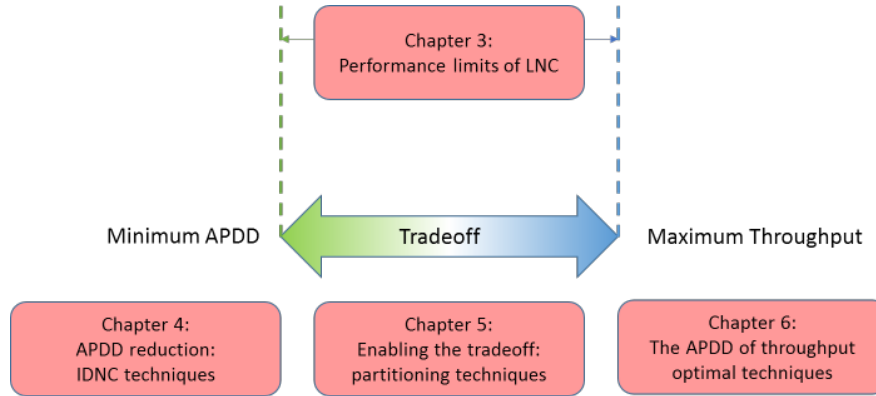 Chapter 3:
Performance limits of LNC
Minimum APDD
Tradeoff
Maximum Throughput
Chapter 4:
APDD reduction:
IDNC techniques
Chapter 5:
Enabling the tradeoff:
partitioning techniques
Chapter 6:
The APDD of throughput
optimal techniques